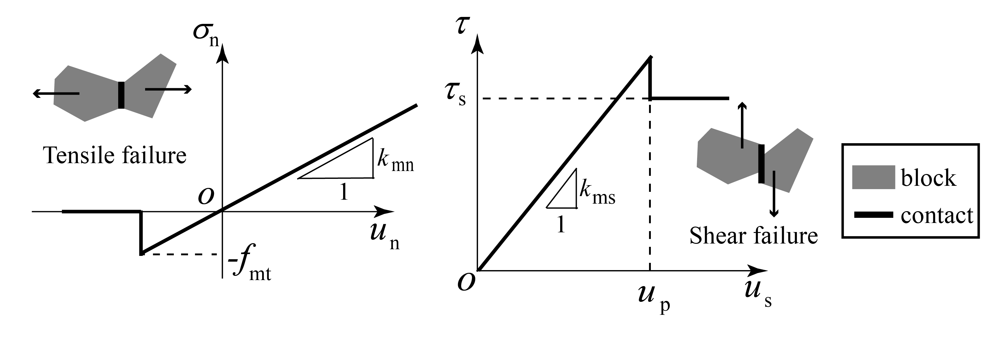 σn
Tensile failure
o
kmn
1
un
-fmt
τ
τs
kms
1
o
up
us
Shear failure
block
contact